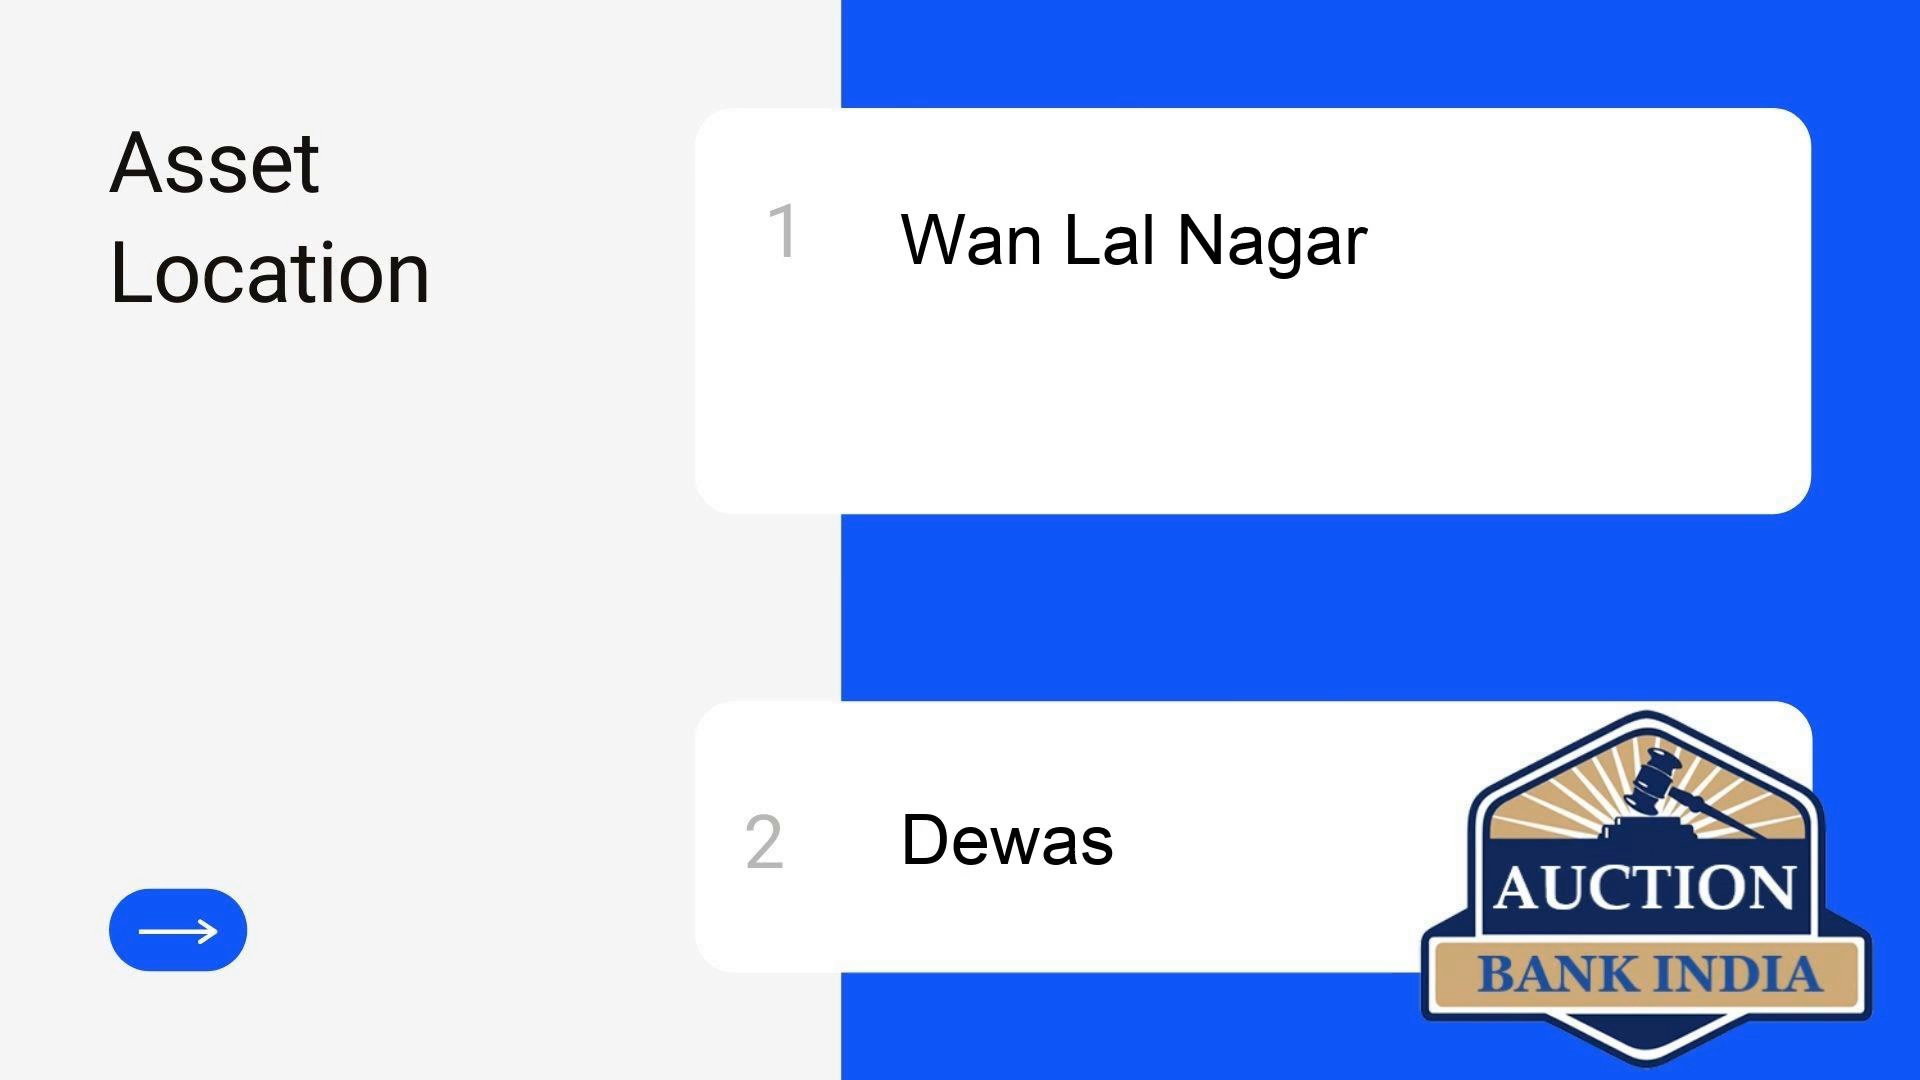 Asset
Location
1
Wan Lal Nagar
2
Dewas
AUCTION
BANK INDIA